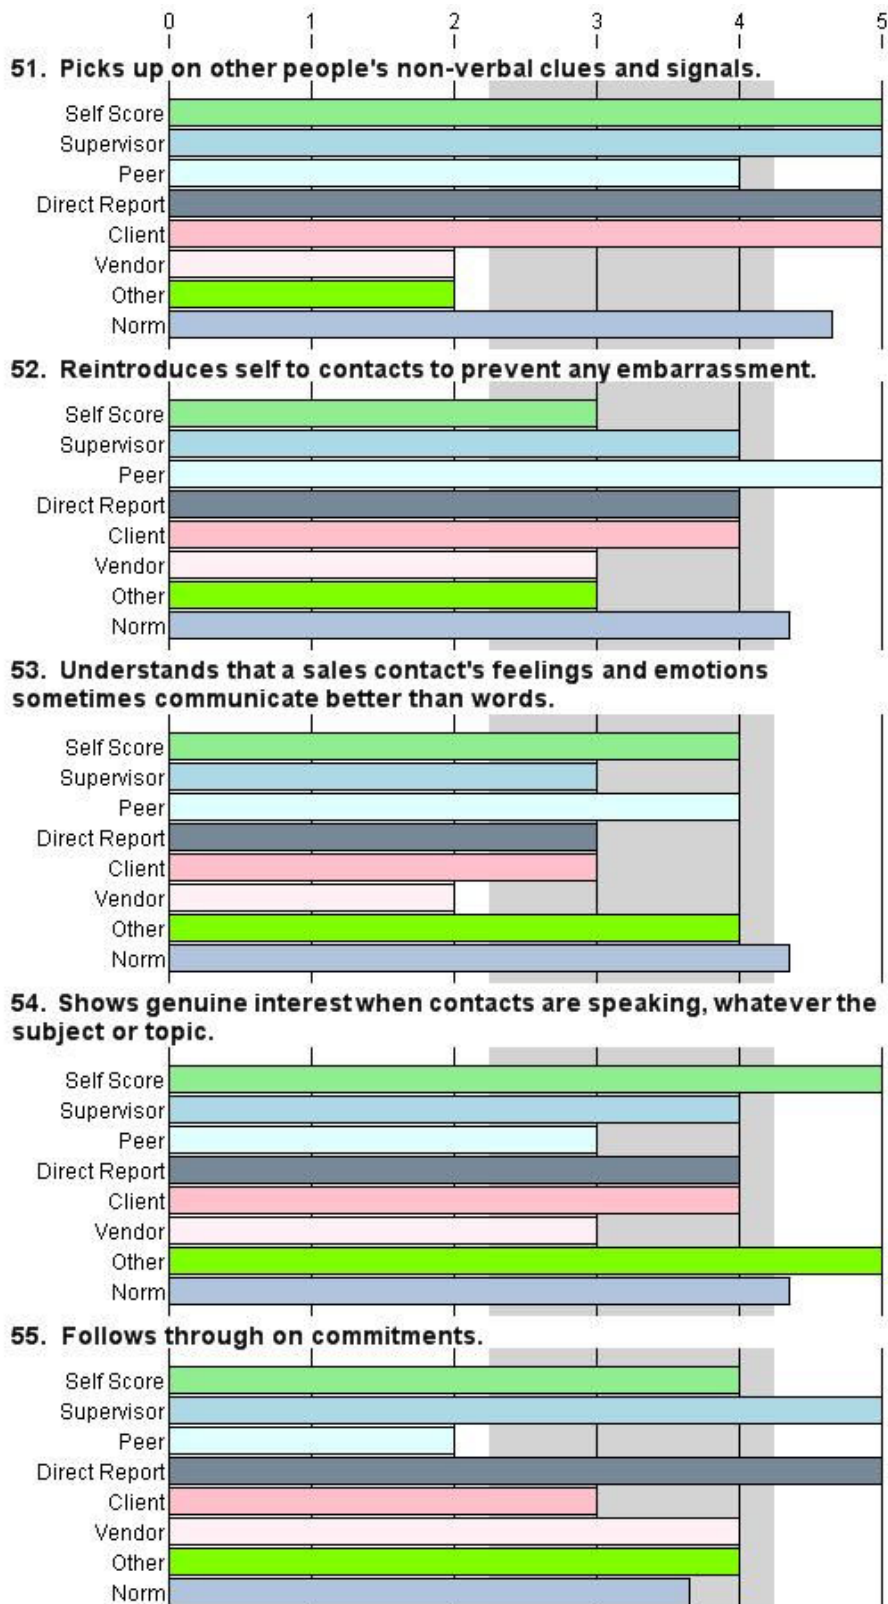 0 1 2 3 4 5
51. Picks up on other people's non-verbal clues and signals.
Self Score
Supervisor
Peer
Direct Report
Client
Vendor
Other
Norm
52. Reintroduces self to contacts to prevent any embarrassment.
Self Score
Supervisor
Peer
Direct Report
Client
Vendor
Other
Norm
53. Understands that a sales contact's feelings and emotions
sometimes communicate better than words.
Self Score
Supervisor
Peer
Direct Report
Client
Vendor
Other
Norm
54. Shows genuine interest when contacts are speaking, whatever the
subject or topic.
Self Score
Supervisor
Peer
Direct Report
Client
Vendor
Other
Norm
55. Follows through on commitments.
Self Score
Supervisor
Peer
Direct Report
Client
Vendor
Other
Norm